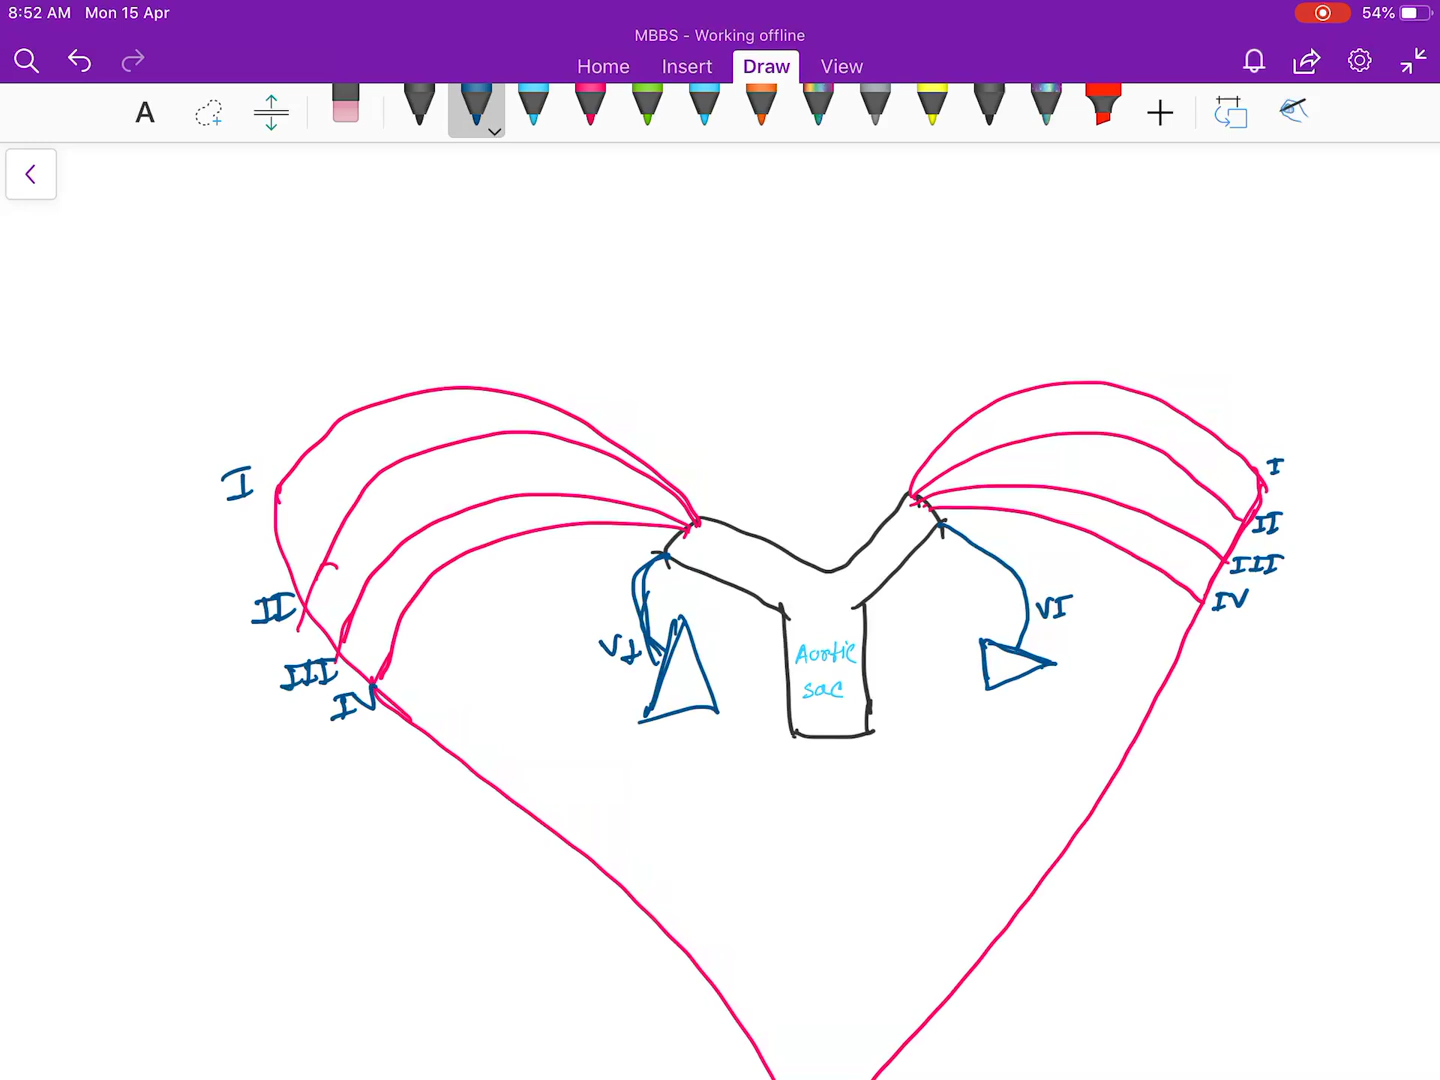 8:52 AM Mon 15 Apr
54%
MBBS - Working offline
Home Insert Draw View
A
I
I
II
II
III
III
IV
IV
VI
VI
Aortic
sac